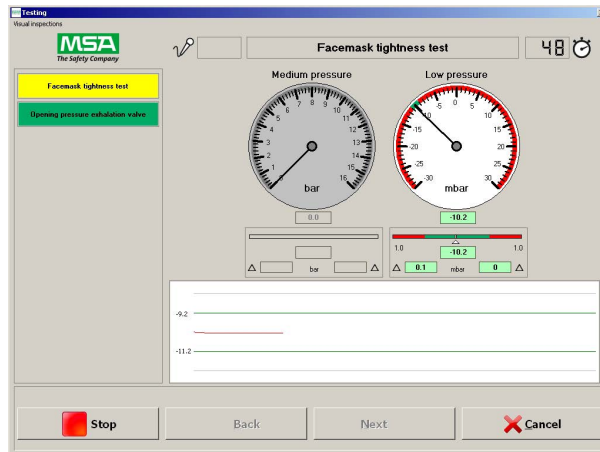 Testing
Visual inspections
MSA
The Safety Company
Facemask tightness test
48
Facemask tightness test
Opening pressure exhalation valve
Medium pressure
0 1 2 3 4 5 6 7 8 9 10 11 12 13 14 15 16
bar
0.0
bar
Low pressure
-30 -25 -20 -15 -10 -5 0 5 10 15 20 25 30
mbar
-10.2
1.0 1.0
-10.2
0.1 mbar 0
-9.2
-11.2
Stop
Back
Next
Cancel